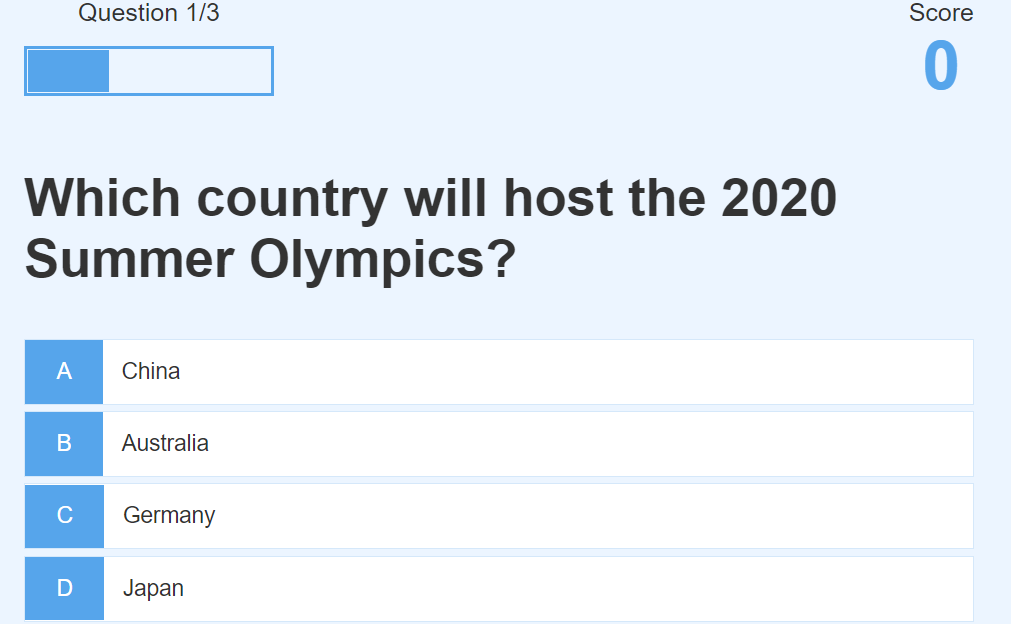 Question 1/3
Score
0
Which country will host the 2020
Summer Olympics?
A China
B Australia
C Germany
D Japan